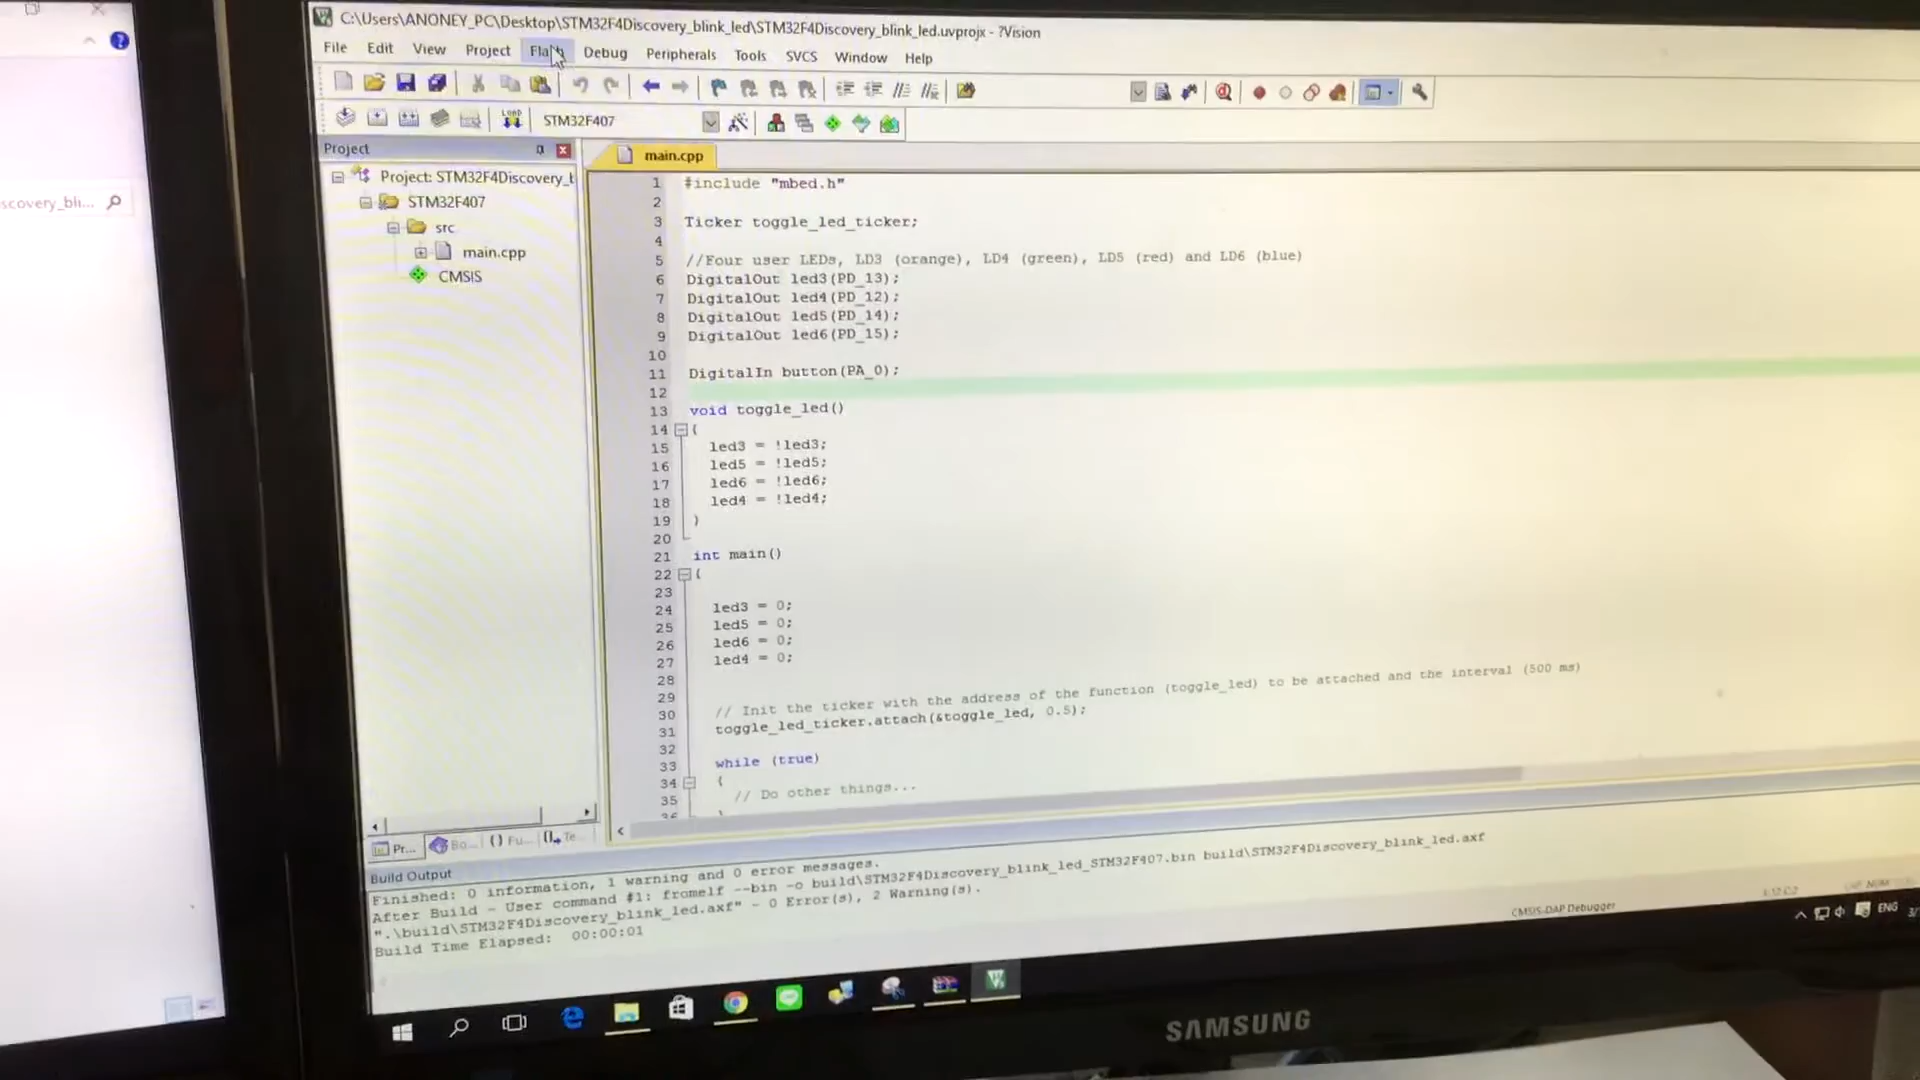 C:\Users\ANONEY_PC\Desktop\STM32F4Discovery_blink_led\STM32F4Discovery_blink_led.uvprojx - ?Vision
File Edit View Project Flash Debug Peripherals Tools SVCS Window Help
scovery_bli...
LOAD
STM32F407
Project
Project: STM32F4Discovery_t
STM32F407
src
main.cpp
CMSIS
main.cpp
1 #include "mbed.h"
2
3 Ticker toggle_led_ticker;
4
5 //Four user LEDs, LD3 (orange), LD4 (green), LD5 (red) and LD6 (blue)
6 DigitalOut led3(PD_13);
7 DigitalOut led4(PD_12);
8 DigitalOut led5(PD_14);
9 DigitalOut led6(PD_15);
10
11 DigitalIn button(PA_0);
12
13 void toggle_led()
14 {
15 led3 = !led3;
16 led5 = !led5;
17 led6 = !led6;
18 led4 = !led4;
19 }
20
21 int main()
22 {
23
24 led3 = 0;
25 led5 = 0;
26 led6 = 0;
27 led4 = 0;
28
29
30 // Init the ticker with the address of the function (toggle_led) to be attached and the interval (500 ms)
31 toggle_led_ticker.attach(&toggle_led, 0.5);
32
33 while (true)
34 {
35 // Do other things...
Pr... Bo... {} Fu... Te...
Build Output
Finished: 0 information, 1 warning and 0 error messages.
After Build - User command #1: fromelf --bin -o build\STM32F4Discovery_blink_led_STM32F407.bin build\STM32F4Discovery_blink_led.axf
".\build\STM32F4Discovery_blink_led.axf" - 0 Error(s), 2 Warning(s).
Build Time Elapsed: 00:00:01
CMSIS-DAP Debugger
ENG
SAMSUNG